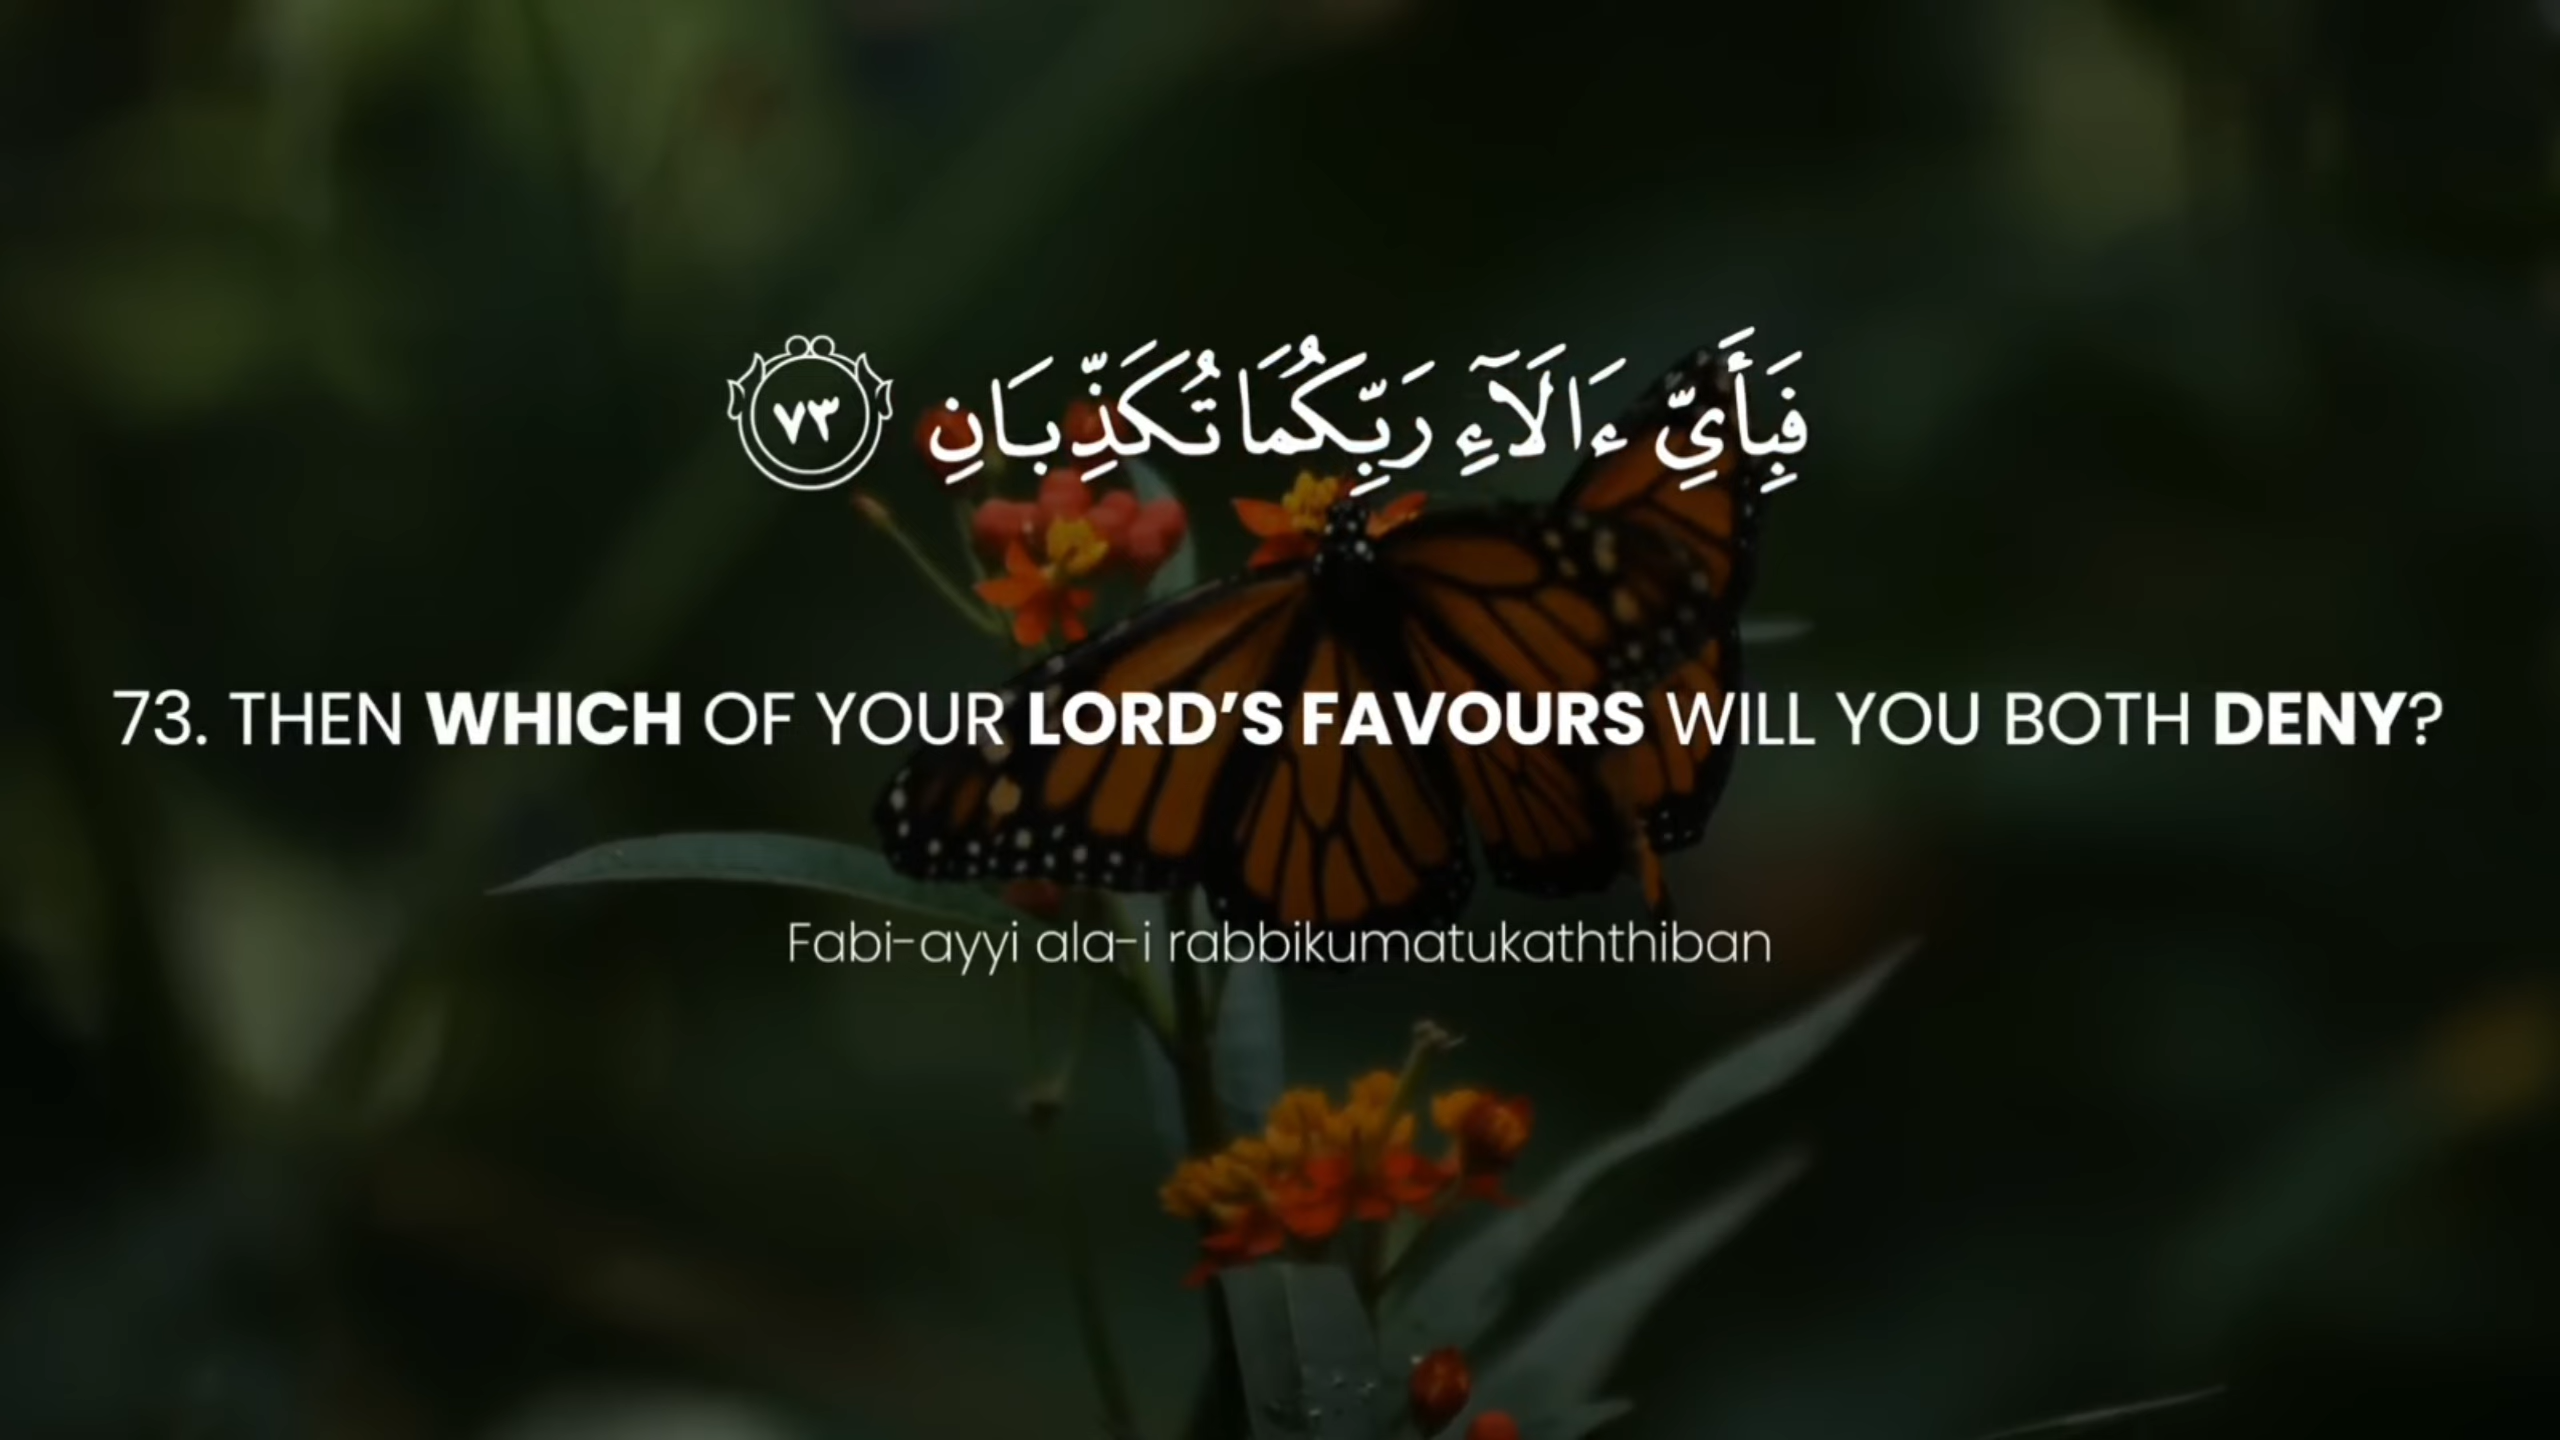 فَبِأَيِّ ءَالَآءِ رَبِّكُمَا تُكَذِّبَانِ ٧٣
73. THEN WHICH OF YOUR LORD’S FAVOURS WILL YOU BOTH DENY?
Fabi-ayyi ala-i rabbikumatukaththiban